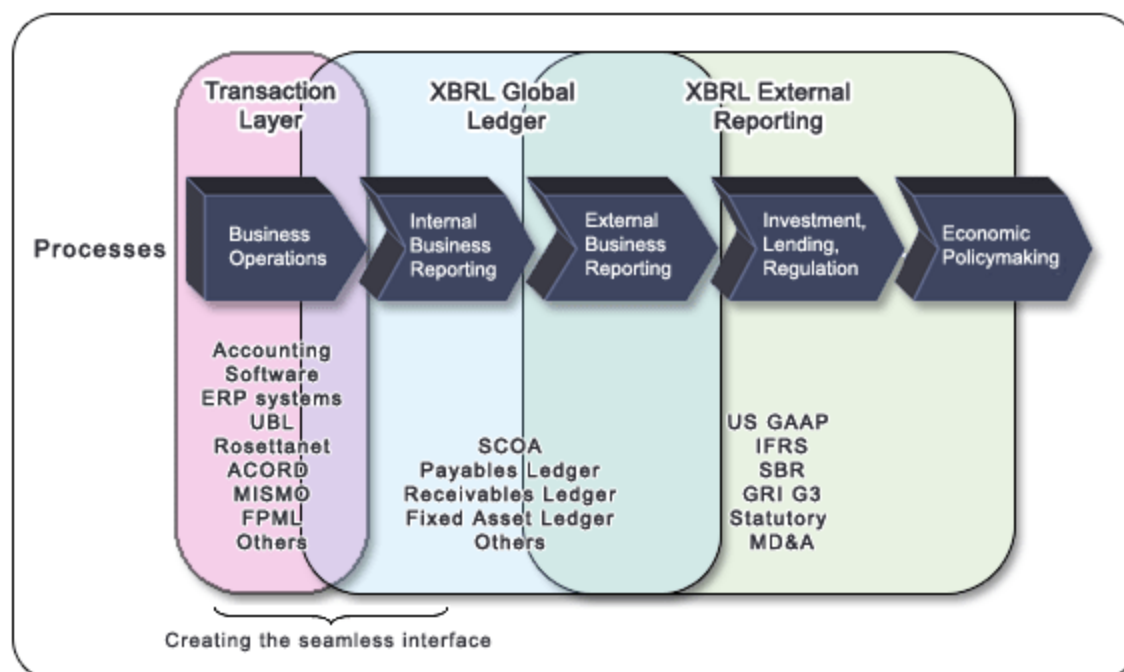 Transaction
Layer
XBRL Global
Ledger
XBRL External
Reporting
Processes
Business
Operations
Internal
Business
Reporting
External
Business
Reporting
Investment,
Lending,
Regulation
Economic
Policymaking
Accounting
Software
ERP systems
UBL
Rosettanet
ACORD
MISMO
FPML
Others
SCOA
Payables Ledger
Receivables Ledger
Fixed Asset Ledger
Others
US GAAP
IFRS
SBR
GRI G3
Statutory
MD&A
Creating the seamless interface